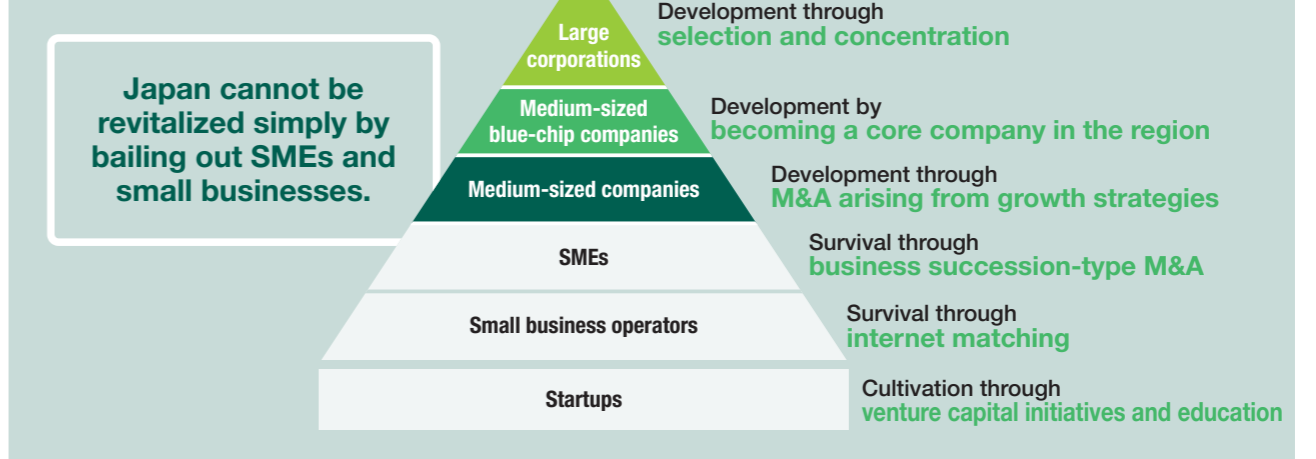 Japan cannot be
revitalized simply by
bailing out SMEs and
small businesses.
Large
corporations
Development through
selection and concentration
Medium-sized
blue-chip companies
Development by
becoming a core company in the region
Medium-sized companies
Development through
M&A arising from growth strategies
SMEs
Survival through
business succession-type M&A
Small business operators
Survival through
internet matching
Startups
Cultivation through
venture capital initiatives and education